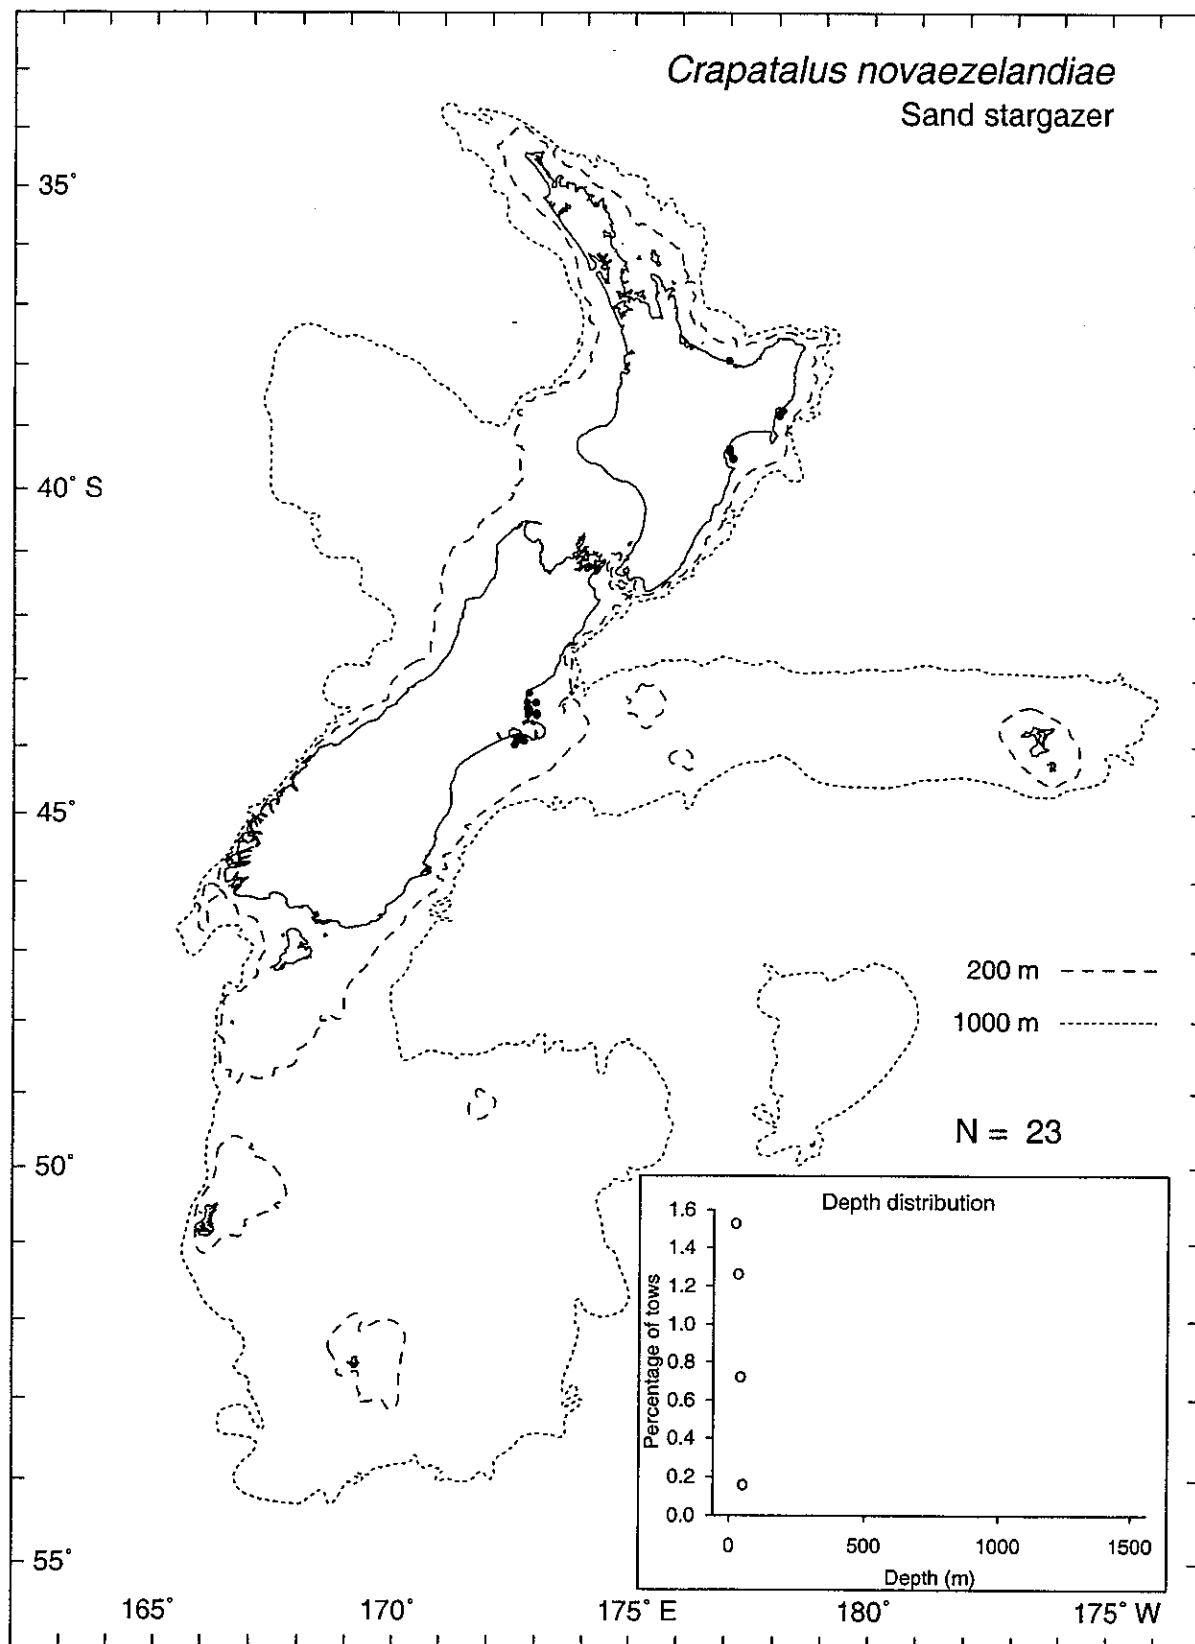 Crapatalus novaezelandiae
Sand stargazer
35°
40° S
45°
200 m
1000 m
N = 23
50°
Depth distribution
1.6
1.4
1.2
1.0
0.8
0.6
0.4
0.2
0.0
Percentage of tows
0 500 1000 1500
Depth (m)
55°
165° 170° 175° E 180° 175° W